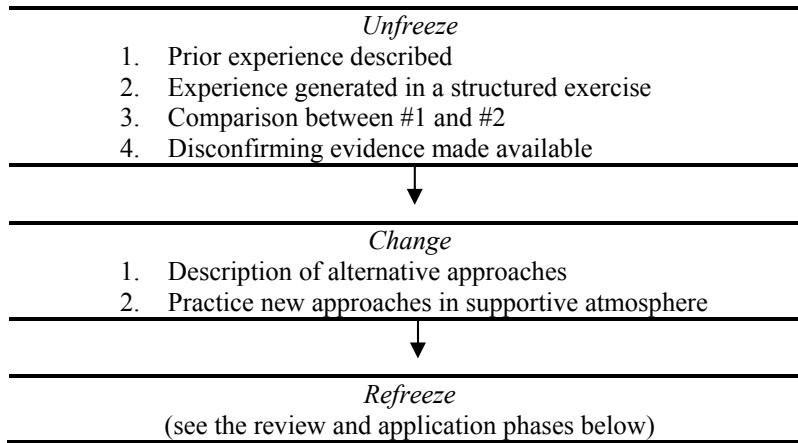 Unfreeze
1. Prior experience described
2. Experience generated in a structured exercise
3. Comparison between #1 and #2
4. Disconfirming evidence made available
Change
1. Description of alternative approaches
2. Practice new approaches in supportive atmosphere
Refreeze
(see the review and application phases below)